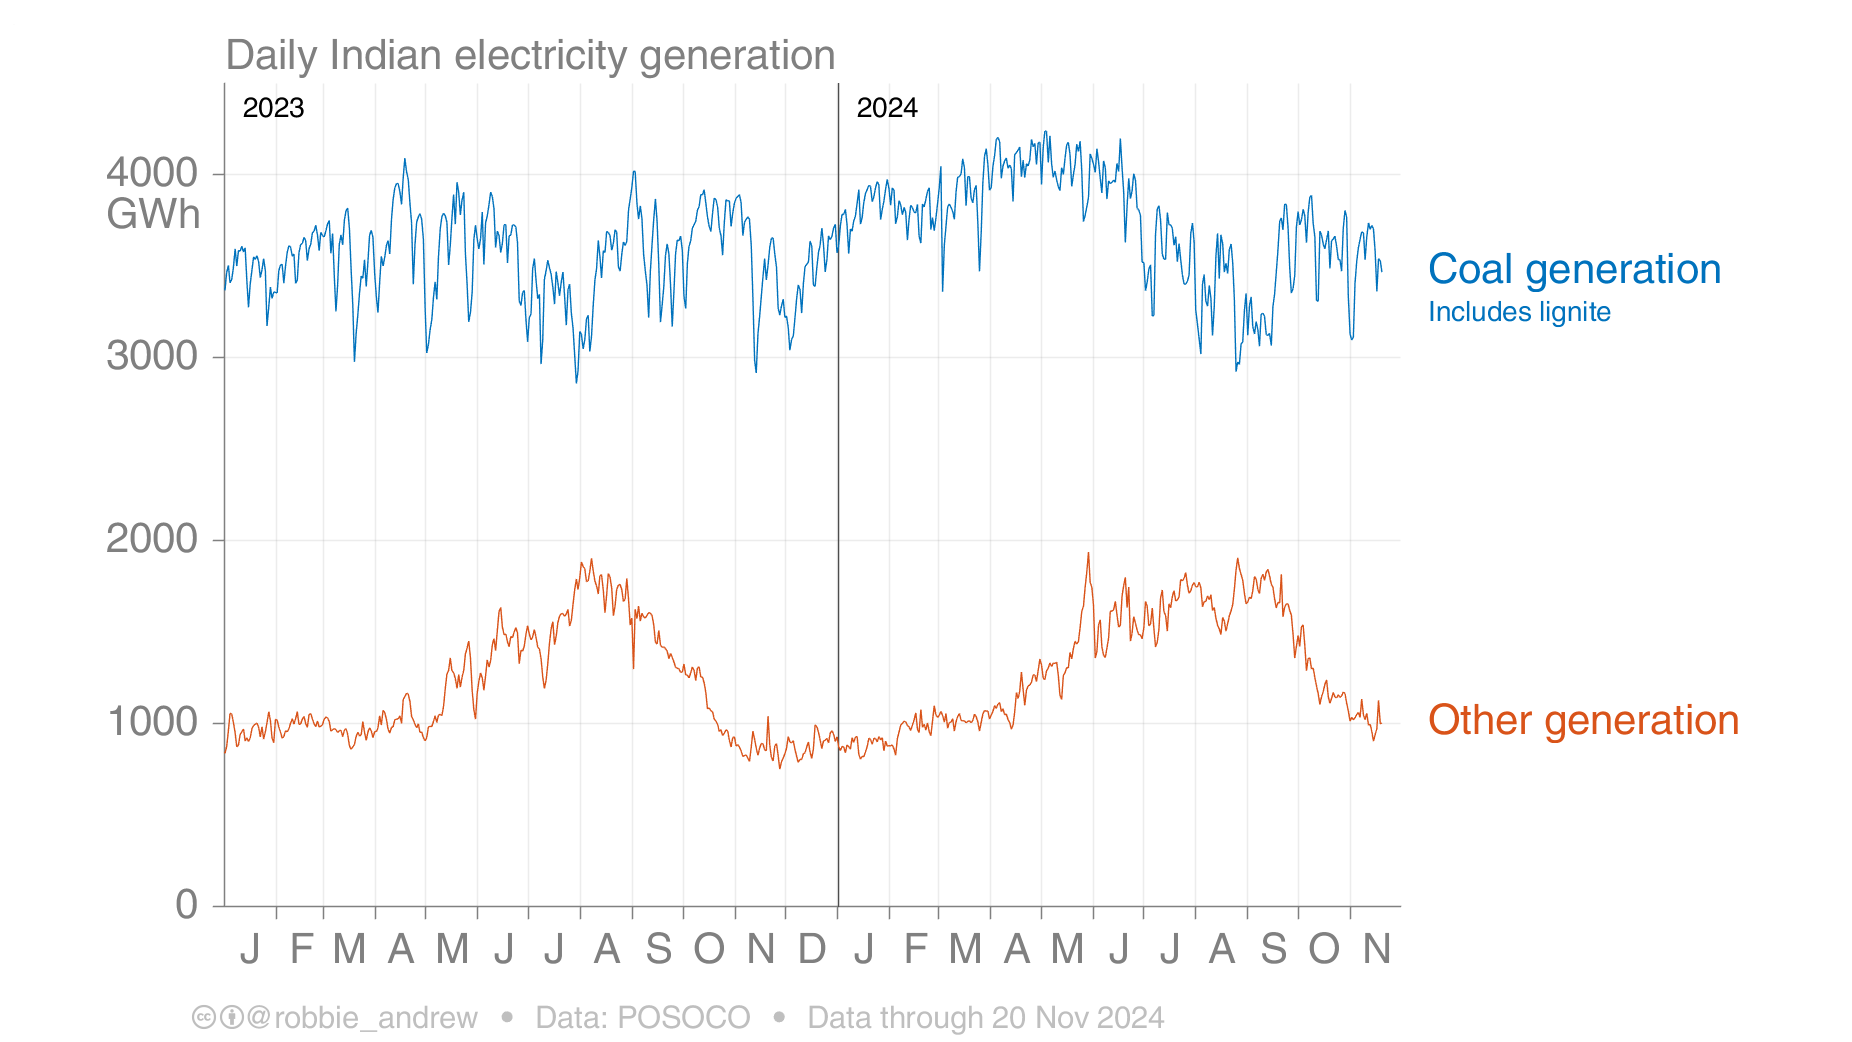 Daily Indian electricity generation
2023
2024
4000
GWh
3000
2000
1000
0
Coal generation
Includes lignite
Other generation
J F M A M J J A S O N D J F M A M J J A S O N
@robbie_andrew • Data: POSOCO • Data through 20 Nov 2024